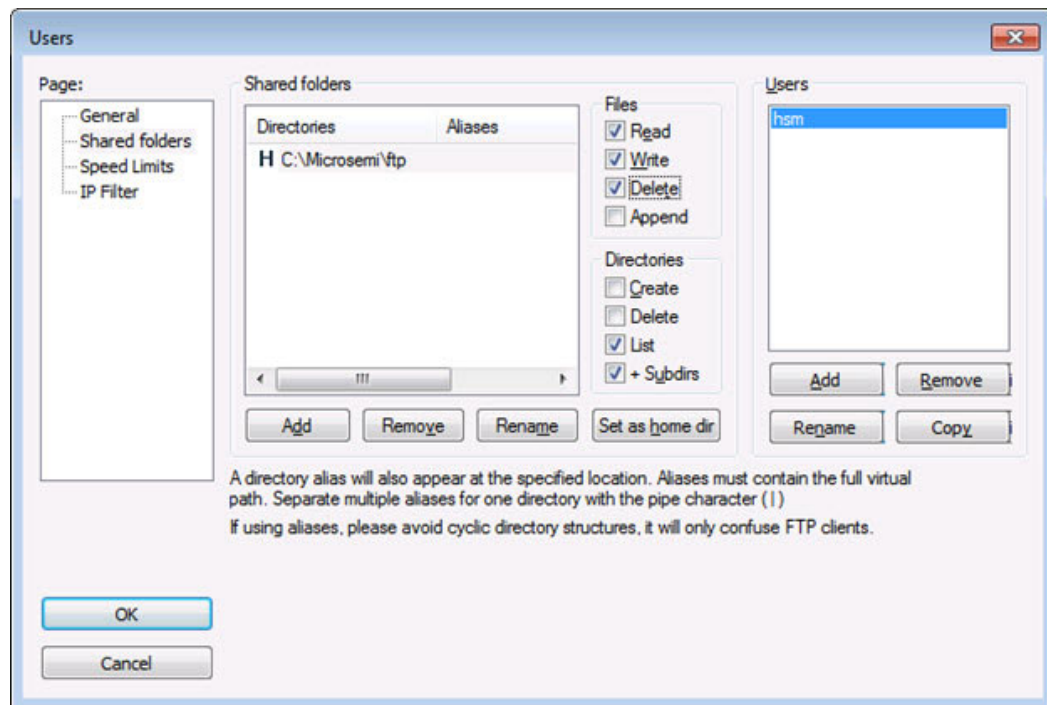 Users
Page:
General
Shared folders
Speed Limits
IP Filter
Shared folders
Directories Aliases
H C:\Microsemi\ftp
Files
Read
Write
Delete
Append
Directories
Create
Delete
List
+ Subdirs
Add Remove Rename Set as home dir
Users
hsm
Add Remove
Rename Copy
A directory alias will also appear at the specified location. Aliases must contain the full virtual
path. Separate multiple aliases for one directory with the pipe character (|)
If using aliases, please avoid cyclic directory structures, it will only confuse FTP clients.
OK
Cancel